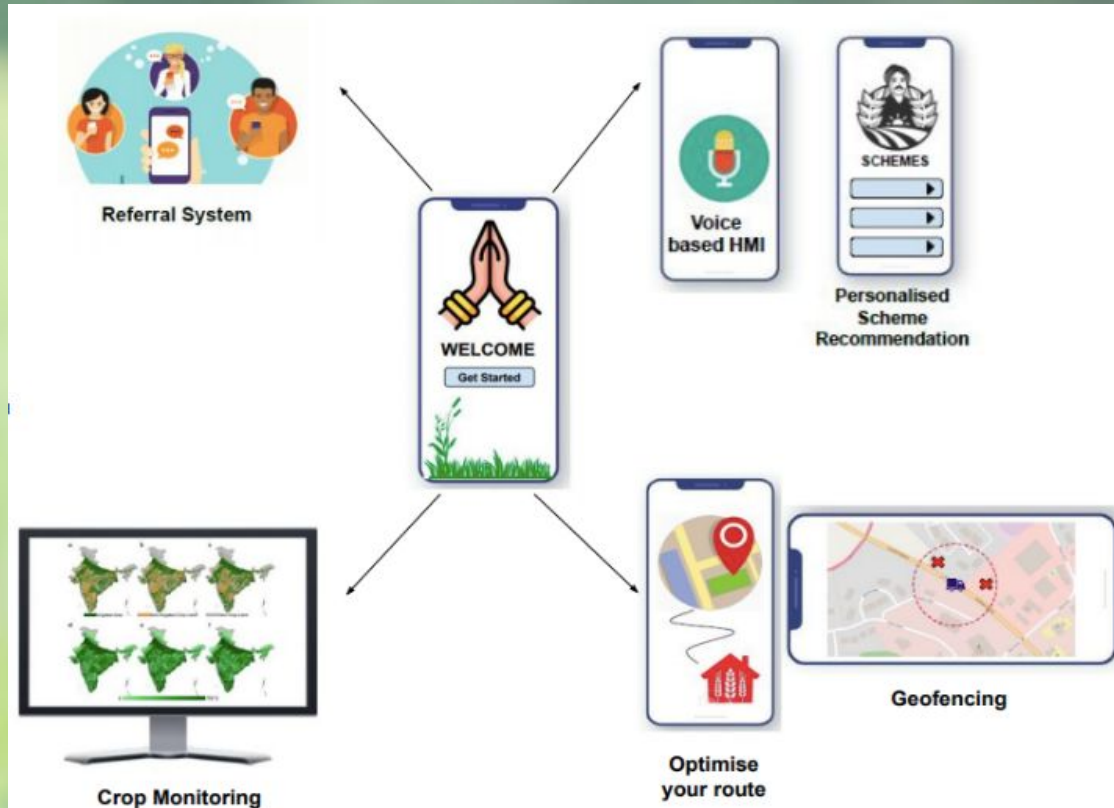 Referral System
Voice
based HMI
SCHEMES
Personalised
Scheme
Recommendation
WELCOME
Get Started
Crop Monitoring
Optimise
your route
Geofencing